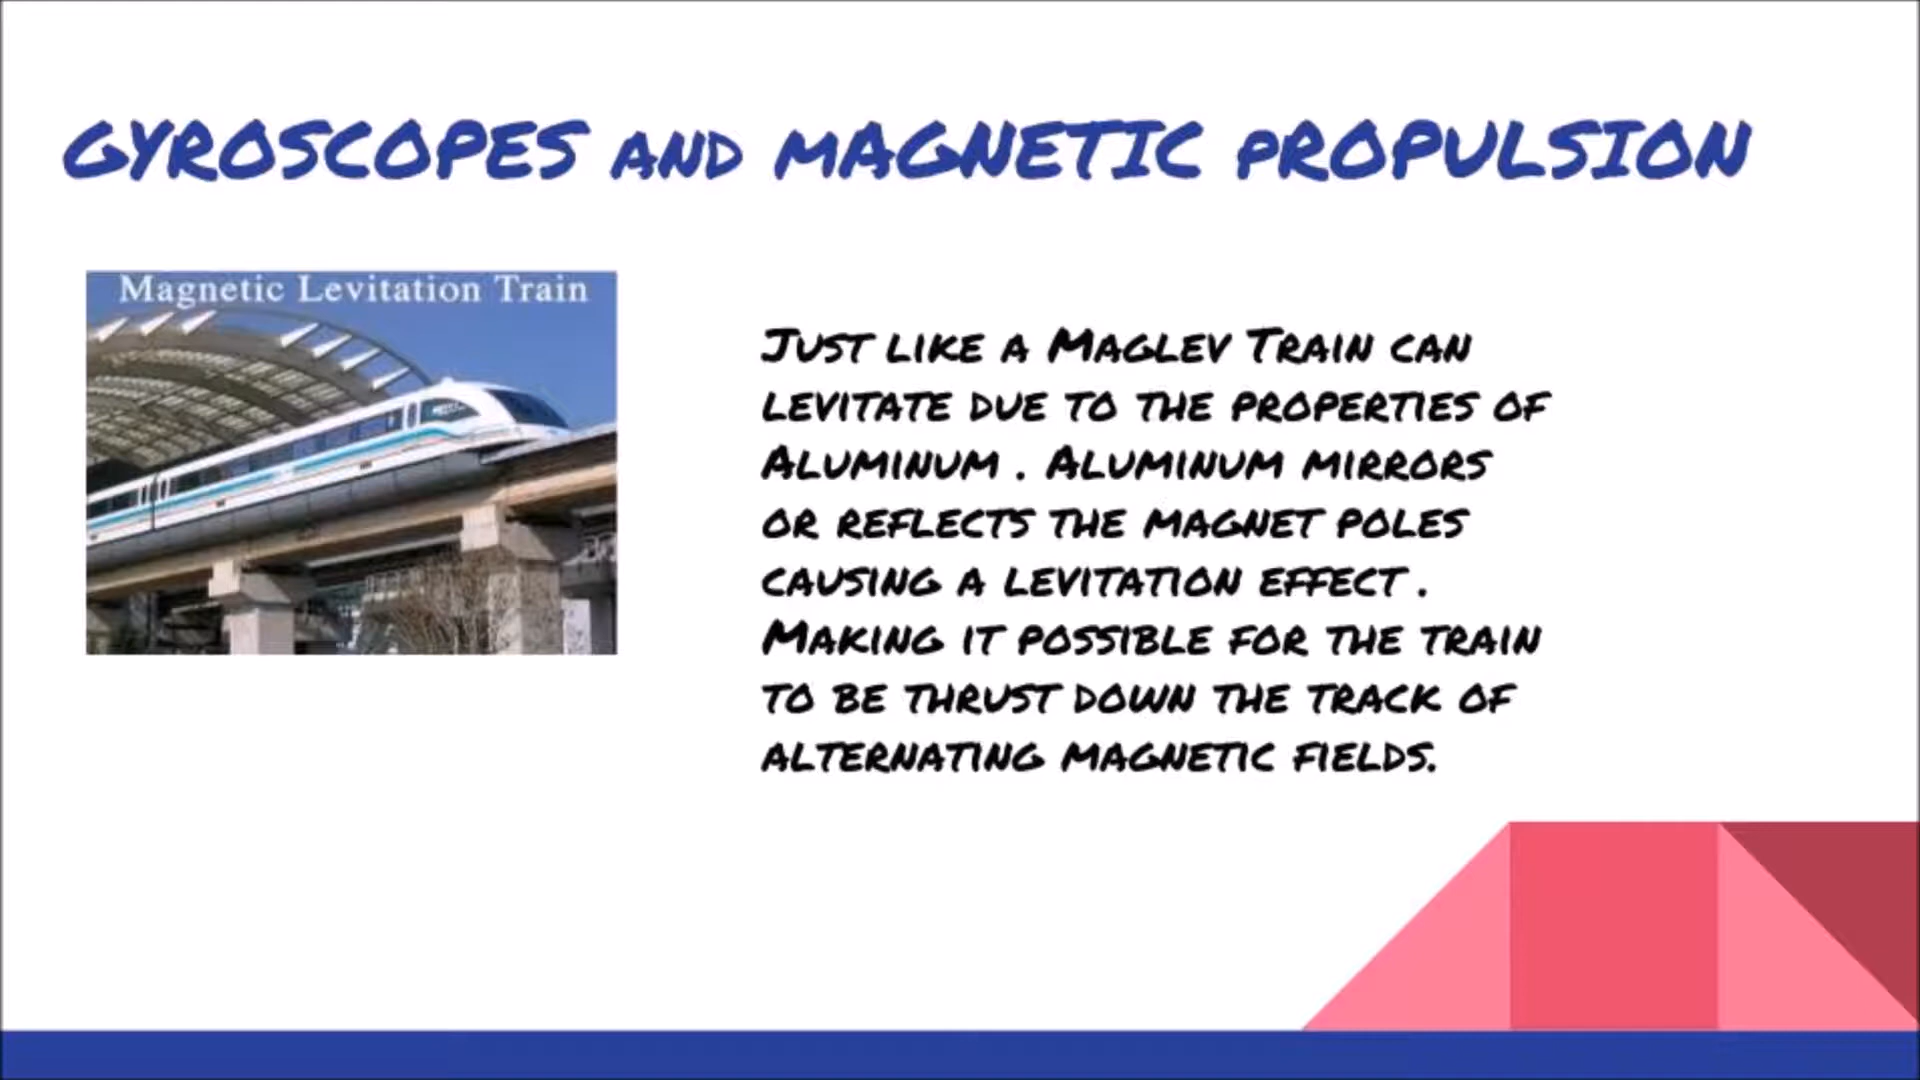 GYROSCOPES AND MAGNETIC PROPULSION
Magnetic Levitation Train
JUST LIKE A MAGLEV TRAIN CAN
LEVITATE DUE TO THE PROPERTIES OF
ALUMINUM . ALUMINUM MIRRORS
OR REFLECTS THE MAGNET POLES
CAUSING A LEVITATION EFFECT .
MAKING IT POSSIBLE FOR THE TRAIN
TO BE THRUST DOWN THE TRACK OF
ALTERNATING MAGNETIC FIELDS.